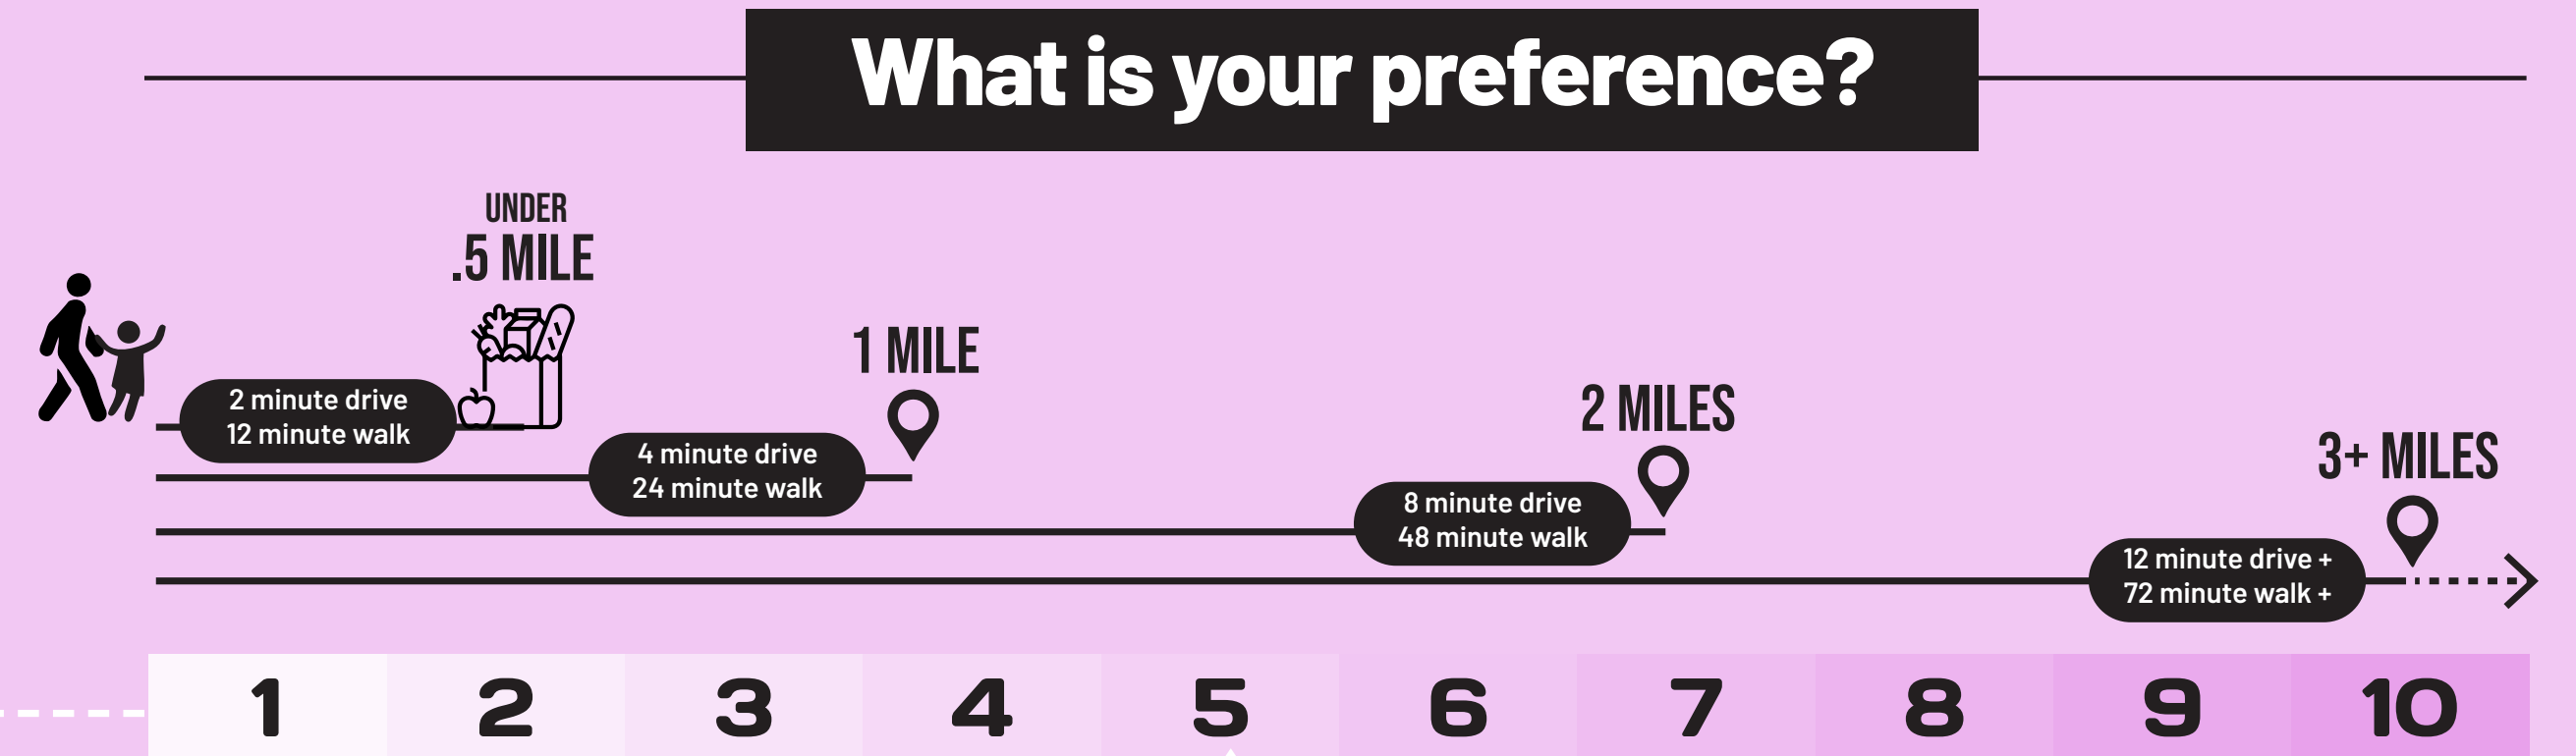 What is your preference?
UNDER
.5 MILE
2 minute drive
12 minute walk
1 MILE
4 minute drive
24 minute walk
2 MILES
8 minute drive
48 minute walk
3+ MILES
12 minute drive +
72 minute walk +
1 2 3 4 5 6 7 8 9 10